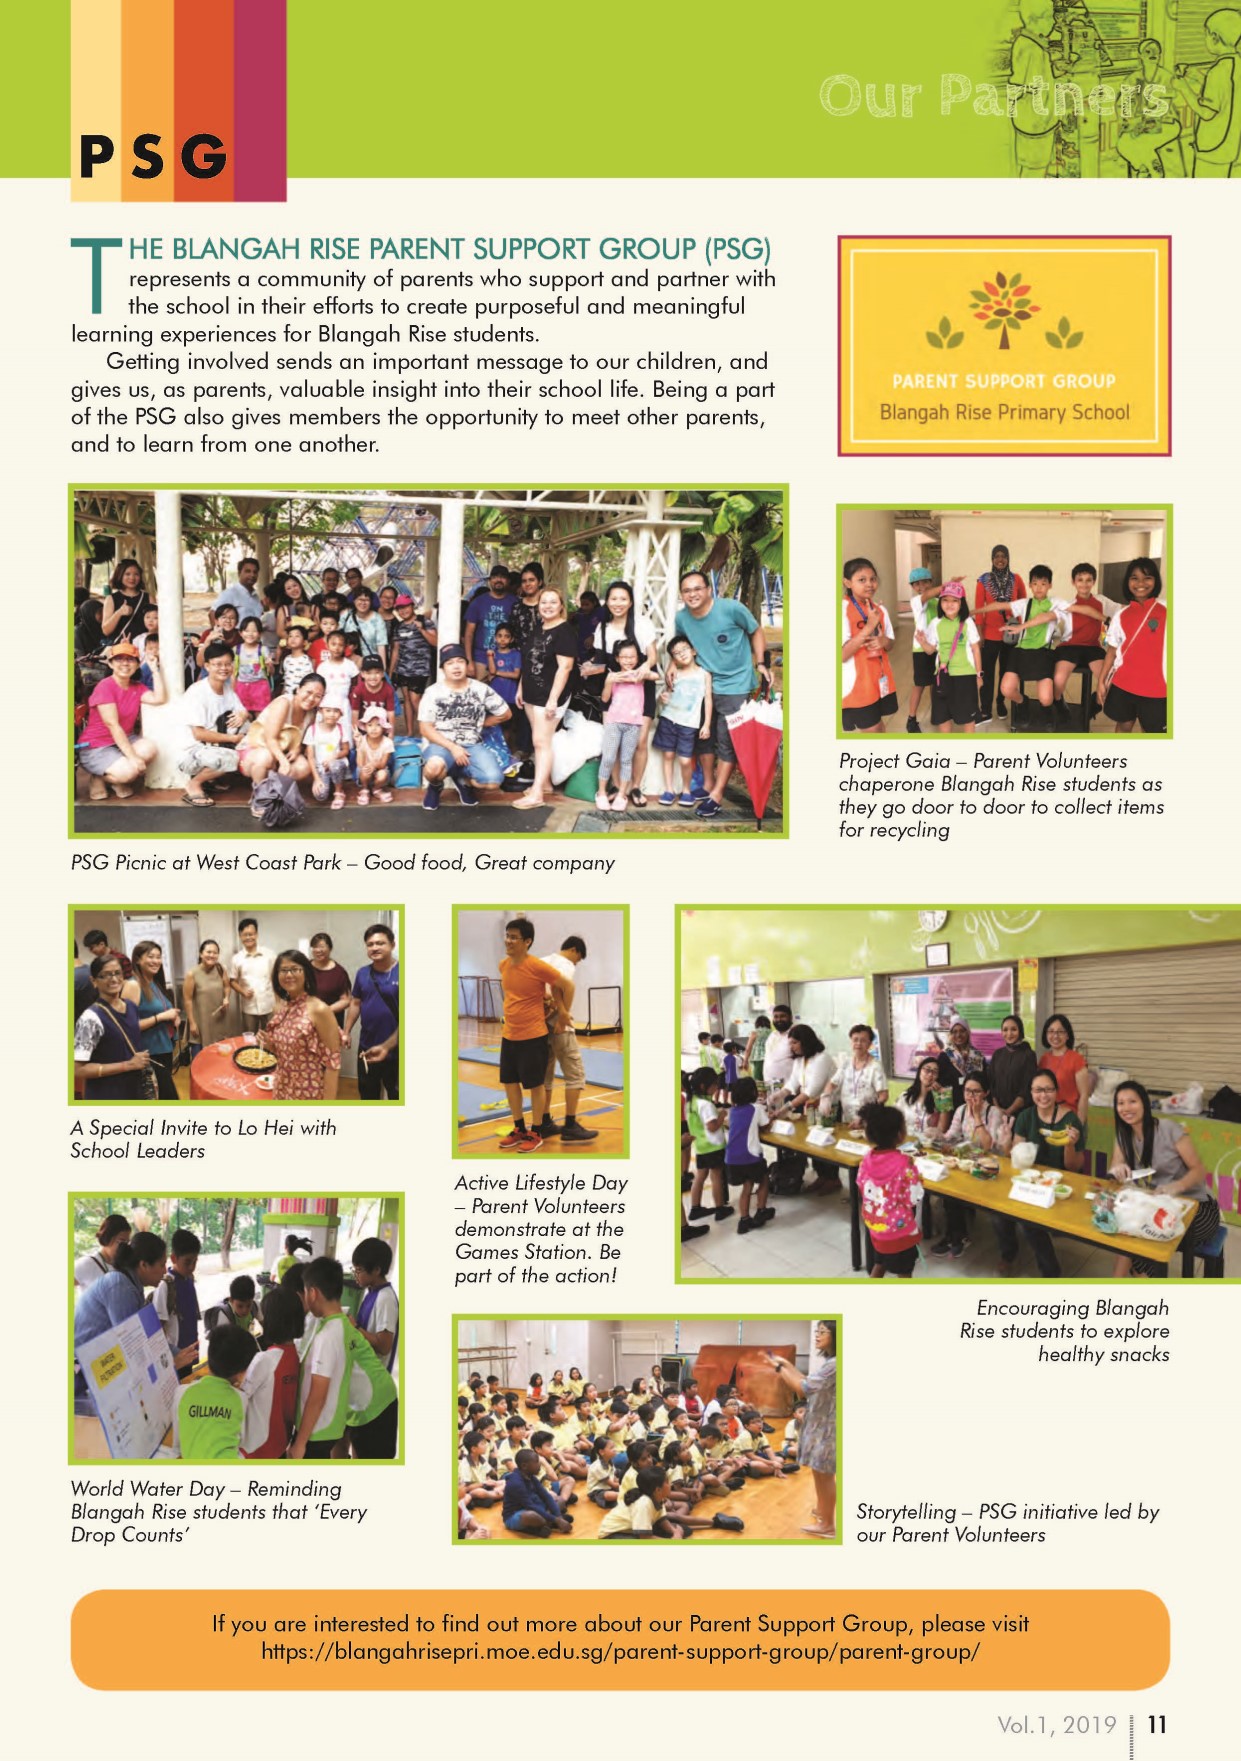 Our Partners
PSG
THE BLANGAH RISE PARENT SUPPORT GROUP (PSG)
represents a community of parents who support and partner with
the school in their efforts to create purposeful and meaningful
learning experiences for Blangah Rise students.
Getting involved sends an important message to our children, and
gives us, as parents, valuable insight into their school life. Being a part
of the PSG also gives members the opportunity to meet other parents,
and to learn from one another.
PARENT SUPPORT GROUP
Blangah Rise Primary School
PSG Picnic at West Coast Park – Good food, Great company
Project Gaia – Parent Volunteers
chaperone Blangah Rise students as
they go door to door to collect items
for recycling
A Special Invite to Lo Hei with
School Leaders
Active Lifestyle Day
– Parent Volunteers
demonstrate at the
Games Station. Be
part of the action!
Encouraging Blangah
Rise students to explore
healthy snacks
GILLMAN
World Water Day – Reminding
Blangah Rise students that ‘Every
Drop Counts’
Storytelling – PSG initiative led by
our Parent Volunteers
If you are interested to find out more about our Parent Support Group, please visit
https://blangahrisepri.moe.edu.sg/parent-support-group/parent-group/
Vol.1, 2019 11